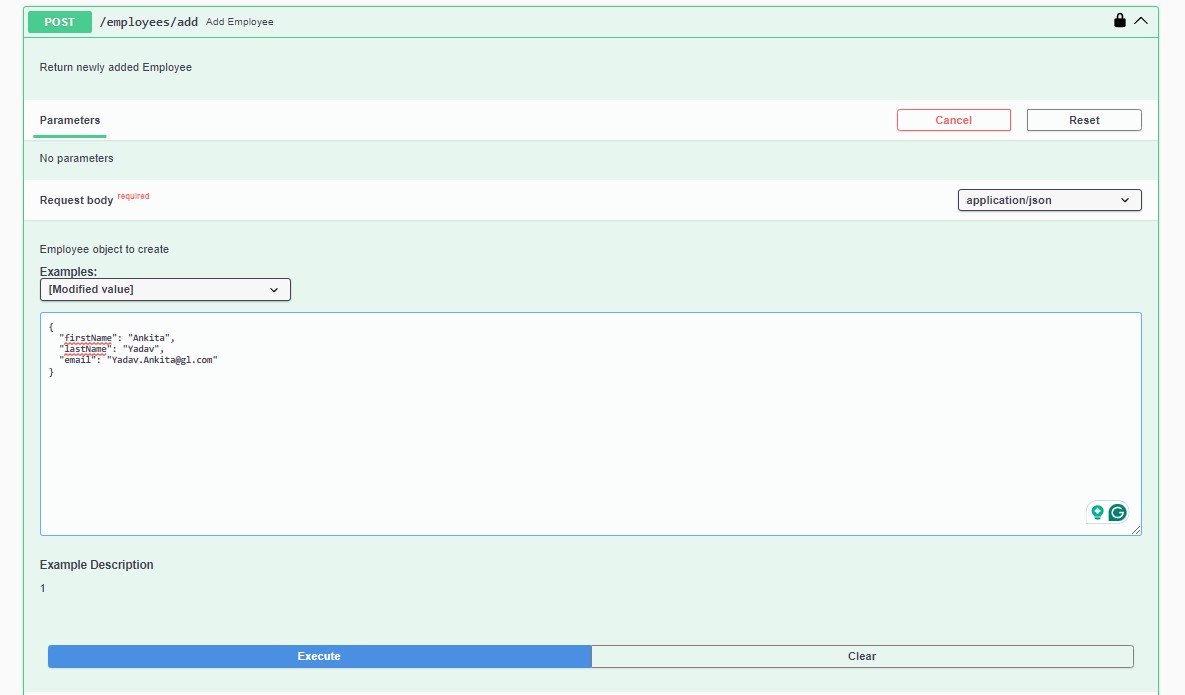 POST /employees/add Add Employee
Return newly added Employee
Parameters
Cancel
Reset
No parameters
Request body required
application/json
Employee object to create
Examples:
[Modified value]
{
  "firstName": "Ankita",
  "lastName": "Yadav",
  "email": "Yadav.Ankita@gl.com"
}
Example Description
1
Execute
Clear